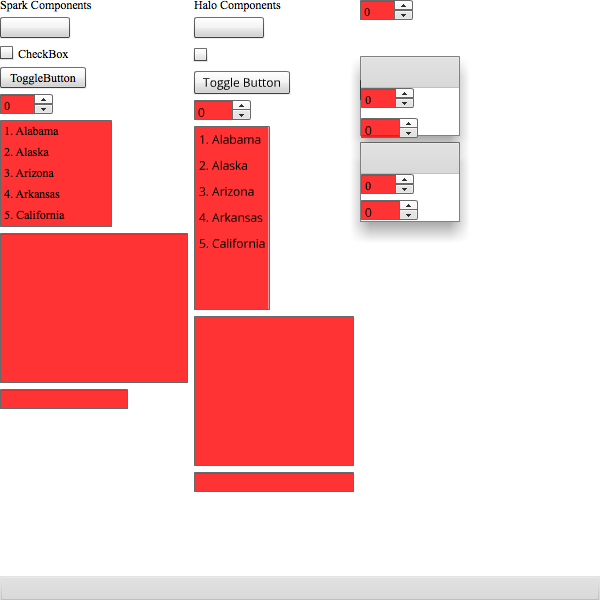 Spark Components
CheckBox
ToggleButton
0
1. Alabama
2. Alaska
3. Arizona
4. Arkansas
5. California
Halo Components
Toggle Button
0
1. Alabama
2. Alaska
3. Arizona
4. Arkansas
5. California
0
0
0
0
0